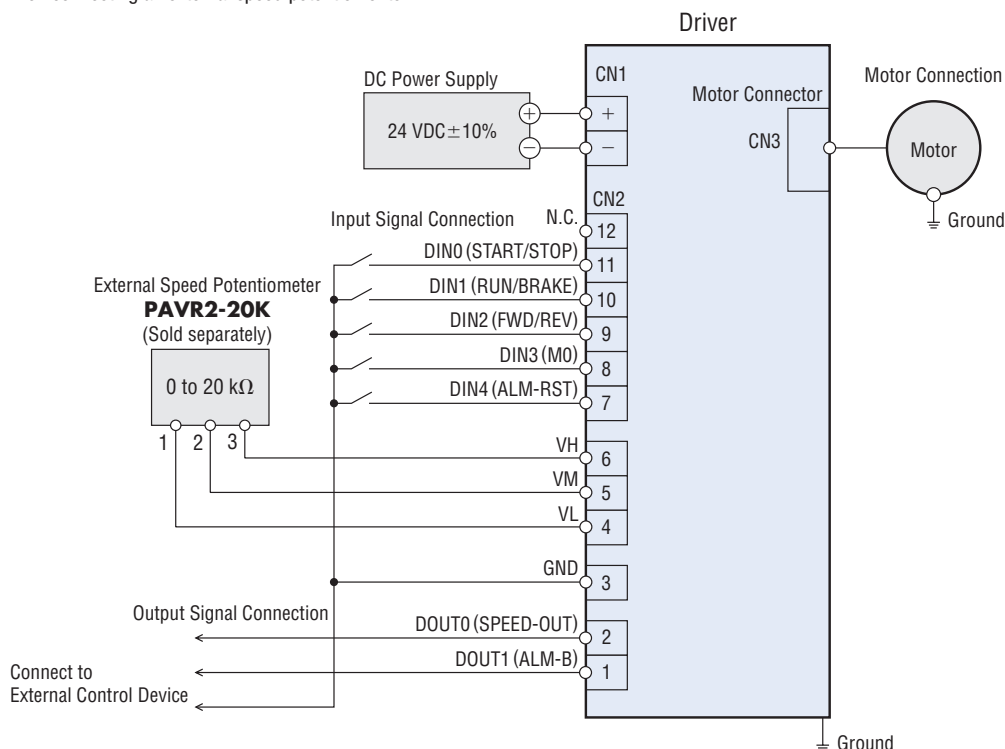 Driver
DC Power Supply
24 VDC±10%
+
−
CN1
+
−
Motor Connector
CN3
Motor Connection
Motor
Ground
CN2
Input Signal Connection
N.C.
12
DIN0 (START/STOP)
11
DIN1 (RUN/BRAKE)
10
DIN2 (FWD/REV)
9
DIN3 (M0)
8
DIN4 (ALM-RST)
7
External Speed Potentiometer
PAVR2-20K
(Sold separately)
0 to 20 kΩ
1 2 3
VH
6
VM
5
VL
4
GND
3
Output Signal Connection
DOUT0 (SPEED-OUT)
2
DOUT1 (ALM-B)
1
Connect to
External Control Device
Ground